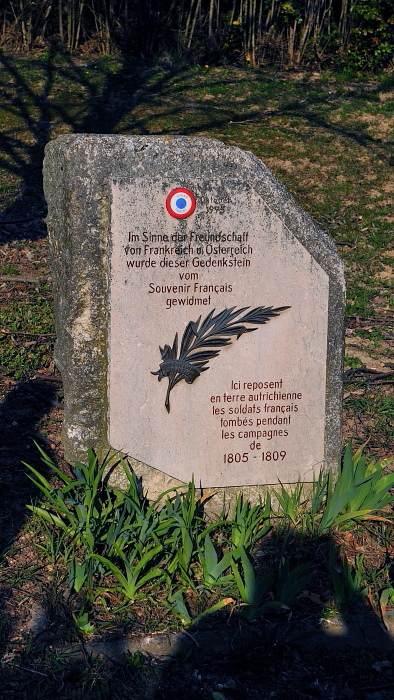 1995
Im Sinne der Freundschaft
von Frankreich u. Österreich
wurde dieser Gedenkstein
vom
Souvenir Français
gewidmet
Ici reposent
en terre autrichienne
les soldats français
tombés pendant
les campagnes
de
1805 - 1809